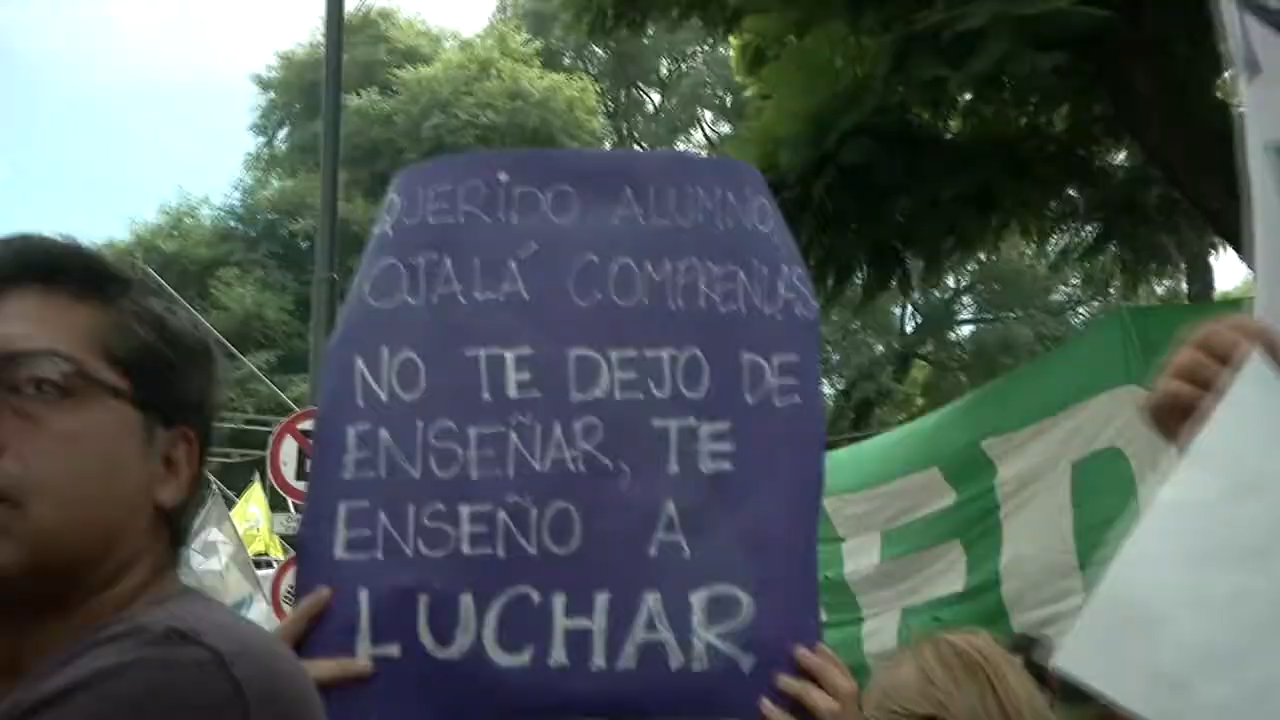 QUERIDO ALUMNO,
OJALÁ COMPRENDAS
NO TE DEJO DE
ENSEÑAR, TE
ENSEÑO A
LUCHAR